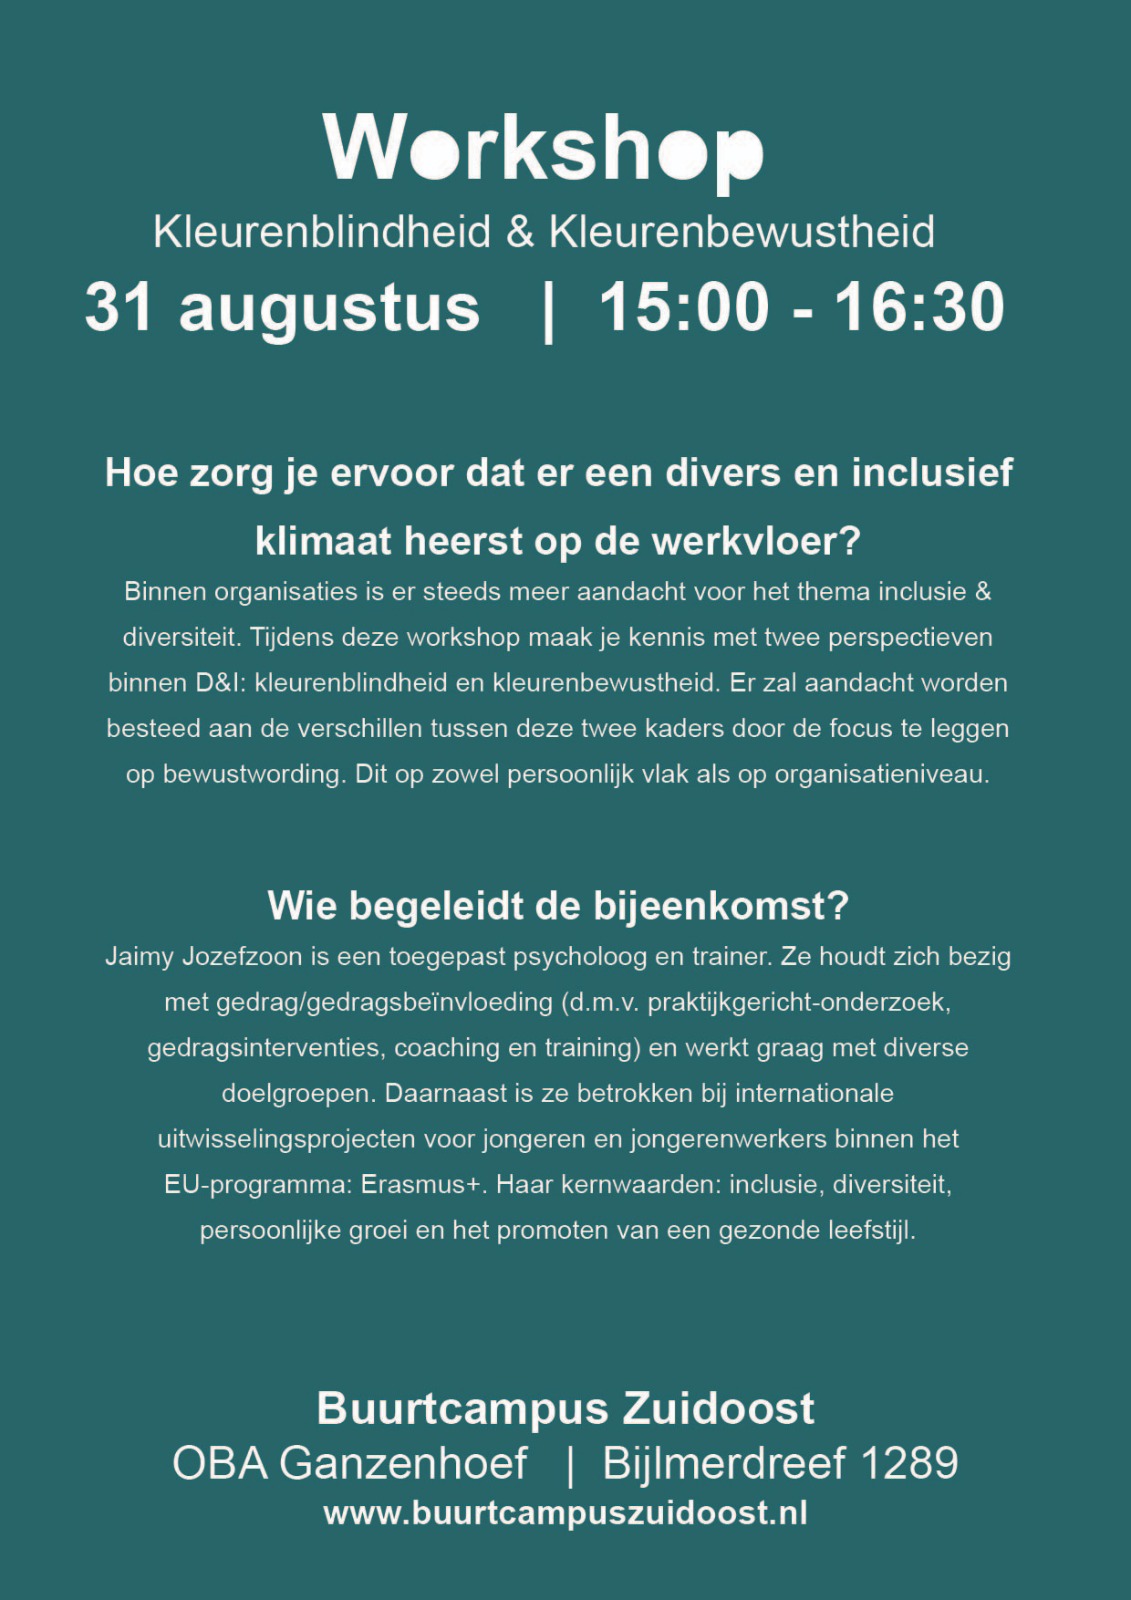 Workshop
Kleurenblindheid & Kleurenbewustheid
31 augustus | 15:00 - 16:30
Hoe zorg je ervoor dat er een divers en inclusief
klimaat heerst op de werkvloer?
Binnen organisaties is er steeds meer aandacht voor het thema inclusie &
diversiteit. Tijdens deze workshop maak je kennis met twee perspectieven
binnen D&I: kleurenblindheid en kleurenbewustheid. Er zal aandacht worden
besteed aan de verschillen tussen deze twee kaders door de focus te leggen
op bewustwording. Dit op zowel persoonlijk vlak als op organisatieniveau.
Wie begeleidt de bijeenkomst?
Jaimy Jozefzoon is een toegepast psycholoog en trainer. Ze houdt zich bezig
met gedrag/gedragsbeïnvloeding (d.m.v. praktijkgericht-onderzoek,
gedragsinterventies, coaching en training) en werkt graag met diverse
doelgroepen. Daarnaast is ze betrokken bij internationale
uitwisselingsprojecten voor jongeren en jongerenwerkers binnen het
EU-programma: Erasmus+. Haar kernwaarden: inclusie, diversiteit,
persoonlijke groei en het promoten van een gezonde leefstijl.
Buurtcampus Zuidoost
OBA Ganzenhoef | Bijlmerdreef 1289
www.buurtcampuszuidoost.nl